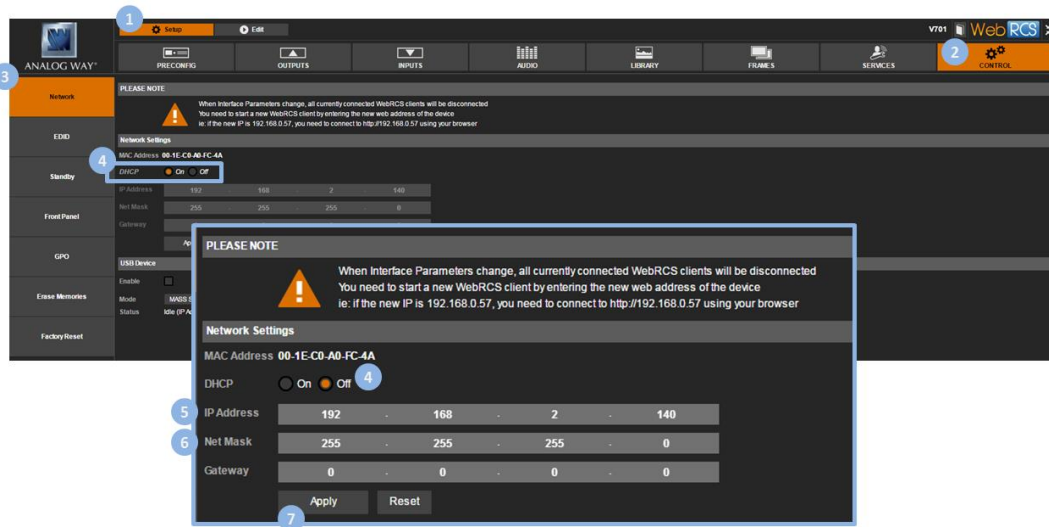 1
Setup
Edit
V701
WebRCS
ANALOG WAY®
PRECONFIG
OUTPUTS
INPUTS
AUDIO
LIBRARY
FRAMES
SERVICES
2
CONTROL
3
Network
EDID
Standby
Front Panel
GPO
Erase Memories
Factory Reset
PLEASE NOTE
When Interface Parameters change, all currently connected WebRCS clients will be disconnected
You need to start a new WebRCS client by entering the new web address of the device
ie: if the new IP is 192.168.0.57, you need to connect to http://192.168.0.57 using your browser
Network Settings
MAC Address 00-1E-C0-A0-FC-4A
4
DHCP On Off
IP Address 192 . 168 . 2 . 140
Net Mask 255 . 255 . 255 . 0
Gateway
USB Device
Enable
Mode MASS
Status Idle (IP
PLEASE NOTE
When Interface Parameters change, all currently connected WebRCS clients will be disconnected
You need to start a new WebRCS client by entering the new web address of the device
ie: if the new IP is 192.168.0.57, you need to connect to http://192.168.0.57 using your browser
Network Settings
MAC Address 00-1E-C0-A0-FC-4A
DHCP On Off 4
5 IP Address 192 . 168 . 2 . 140
6 Net Mask 255 . 255 . 255 . 0
Gateway 0 . 0 . 0 . 0
Apply Reset
7